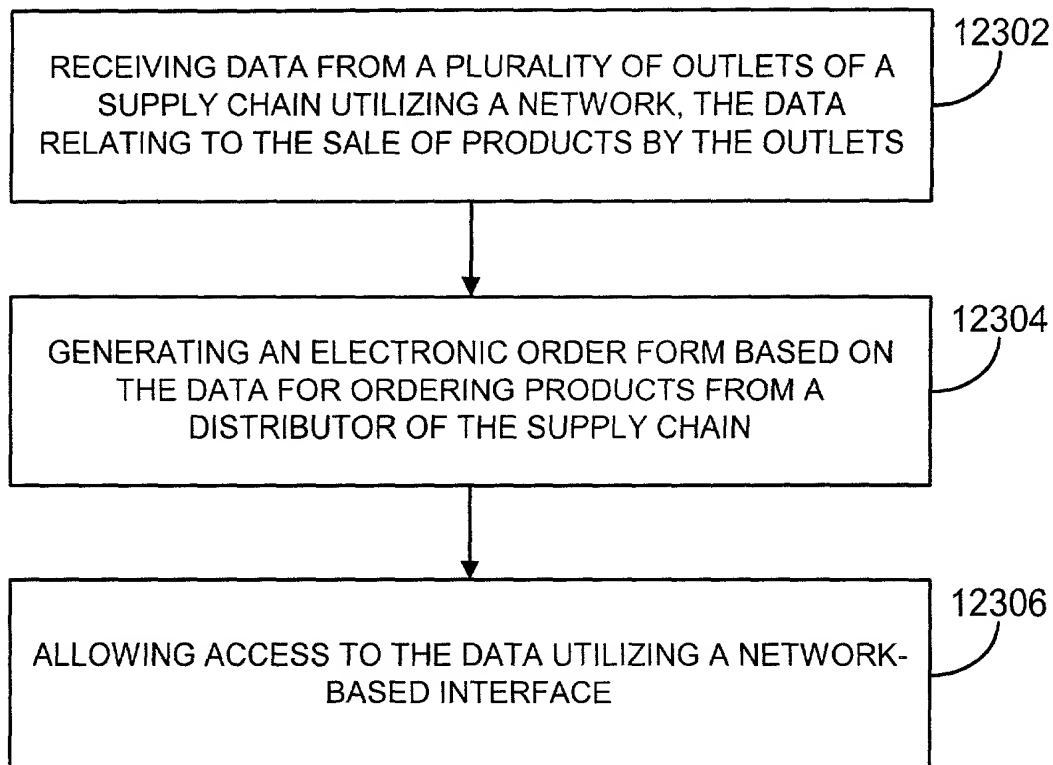 12302
RECEIVING DATA FROM A PLURALITY OF OUTLETS OF A
SUPPLY CHAIN UTILIZING A NETWORK, THE DATA
RELATING TO THE SALE OF PRODUCTS BY THE OUTLETS
12304
GENERATING AN ELECTRONIC ORDER FORM BASED ON
THE DATA FOR ORDERING PRODUCTS FROM A
DISTRIBUTOR OF THE SUPPLY CHAIN
12306
ALLOWING ACCESS TO THE DATA UTILIZING A NETWORK-
BASED INTERFACE